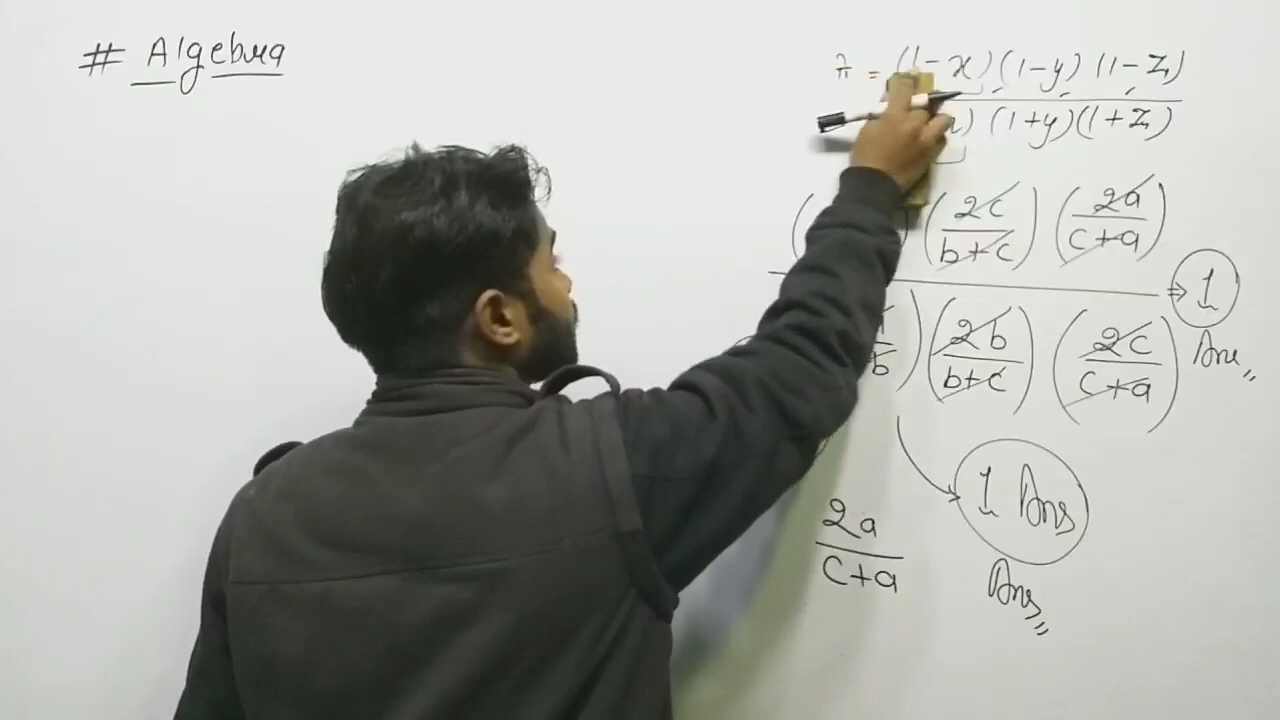 # Algebra
= (1-x)(1-y)(1-z)
(1+y)(1+z)
(2c/b+c) (2a/c+a)
⇒ 1
Ans,,
b) (2b/b+c) (2c/c+a)
1 Ans
2a/c+a
Ans,,